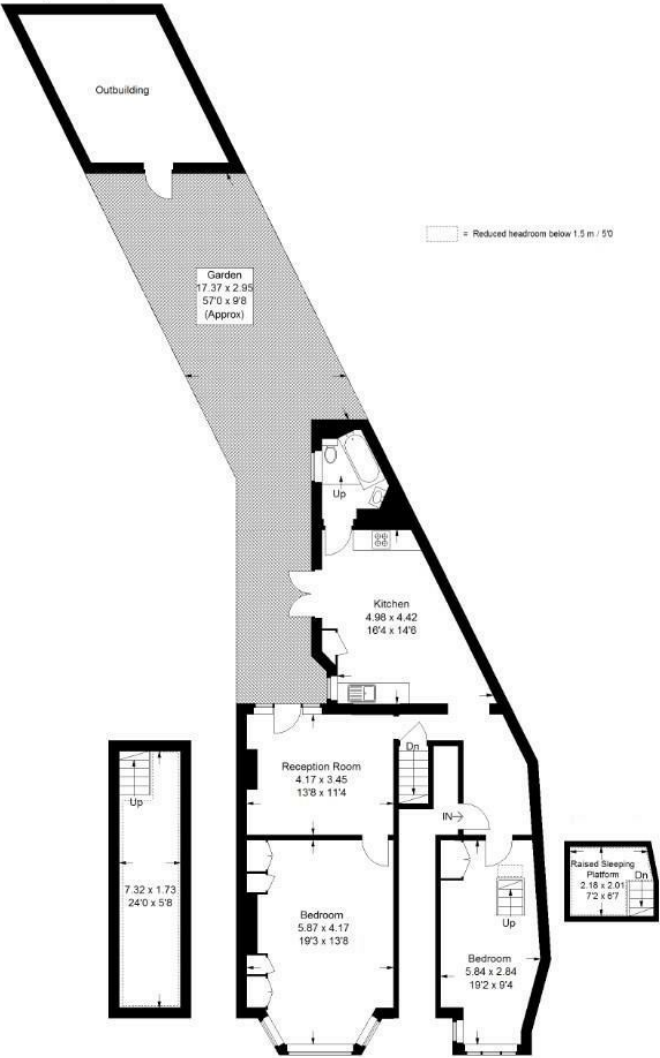 Outbuilding
= Reduced headroom below 1.5 m / 5'0
Garden
17.37 x 2.95
57'0 x 9'8
(Approx)
Up
Kitchen
4.98 x 4.42
16'4 x 14'6
Dn
Reception Room
4.17 x 3.45
13'8 x 11'4
IN
Up
7.32 x 1.73
24'0 x 5'8
Raised Sleeping
Platform
2.18 x 2.01
7'2 x 6'7
Dn
Bedroom
5.87 x 4.17
19'3 x 13'8
Up
Bedroom
5.84 x 2.84
19'2 x 9'4